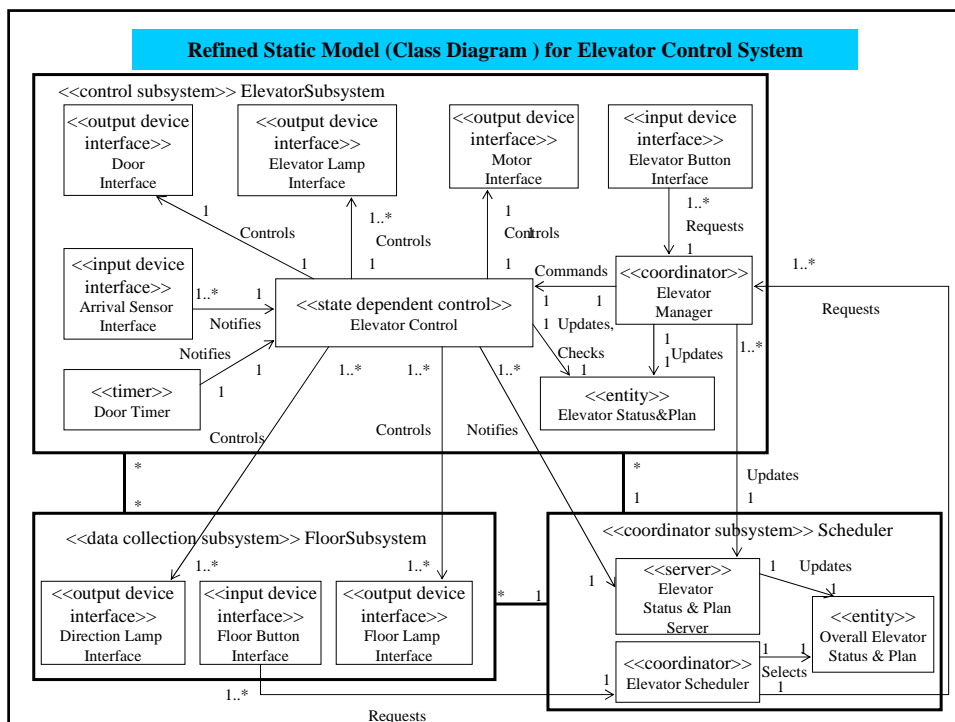 Refined Static Model (Class Diagram ) for Elevator Control System
<<control subsystem>> ElevatorSubsystem
<<output device
interface>>
Door
Interface
<<output device
interface>>
Elevator Lamp
Interface
<<output device
interface>>
Motor
Interface
<<input device
interface>>
Elevator Button
Interface
1
Controls
1
1..*
Controls
1
1
Controls
1
1
1..*
Requests
1
<<input device
interface>>
Arrival Sensor
Interface
1..*
1
Notifies
<<state dependent control>>
Elevator Control
Commands
1
1
<<coordinator>>
Elevator
Manager
1..*
Requests
<<timer>>
Door Timer
Notifies
1
1
1
Updates,
Checks
1
1
Updates
1
<<entity>>
Elevator Status&Plan
1..*
1..*
1..*
1..*
Controls
Controls
Notifies
Updates
1
*
*
*
1
<<data collection subsystem>> FloorSubsystem
1..*
1..*
<<output device
interface>>
Direction Lamp
Interface
<<input device
interface>>
Floor Button
Interface
<<output device
interface>>
Floor Lamp
Interface
*
1
<<coordinator subsystem>> Scheduler
1
<<server>>
Elevator
Status & Plan
Server
1
Updates
1
<<entity>>
Overall Elevator
Status & Plan
<<coordinator>>
Elevator Scheduler
1
1
Selects
1
1..*
Requests
1